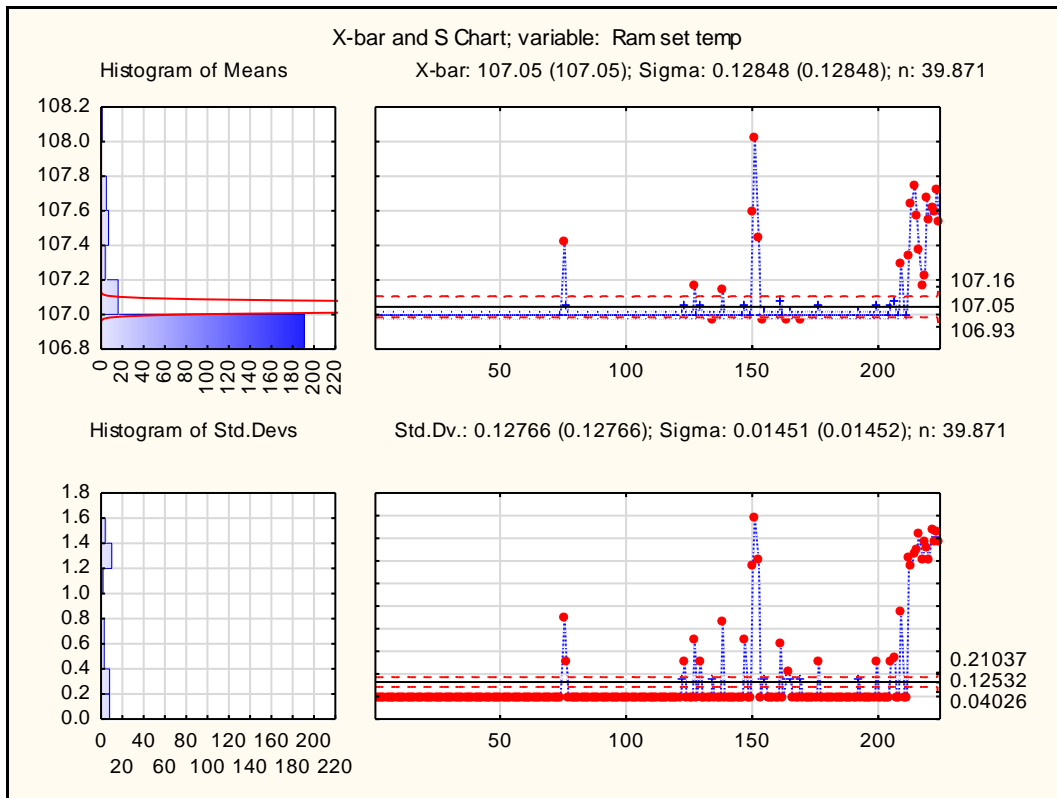 X-bar and S Chart; variable: Ram set temp
Histogram of Means
X-bar: 107.05 (107.05); Sigma: 0.12848 (0.12848); n: 39.871
108.2
108.0
107.8
107.6
107.4
107.2
107.0
106.8
0 20 40 60 80 100 120 140 160 180 200 220
50 100 150 200
107.16
107.05
106.93
Histogram of Std.Devs
Std.Dv.: 0.12766 (0.12766); Sigma: 0.01451 (0.01452); n: 39.871
1.8
1.6
1.4
1.2
1.0
0.8
0.6
0.4
0.2
0.0
0 40 80 120 160 200
20 60 100 140 180 220
50 100 150 200
0.21037
0.12532
0.04026